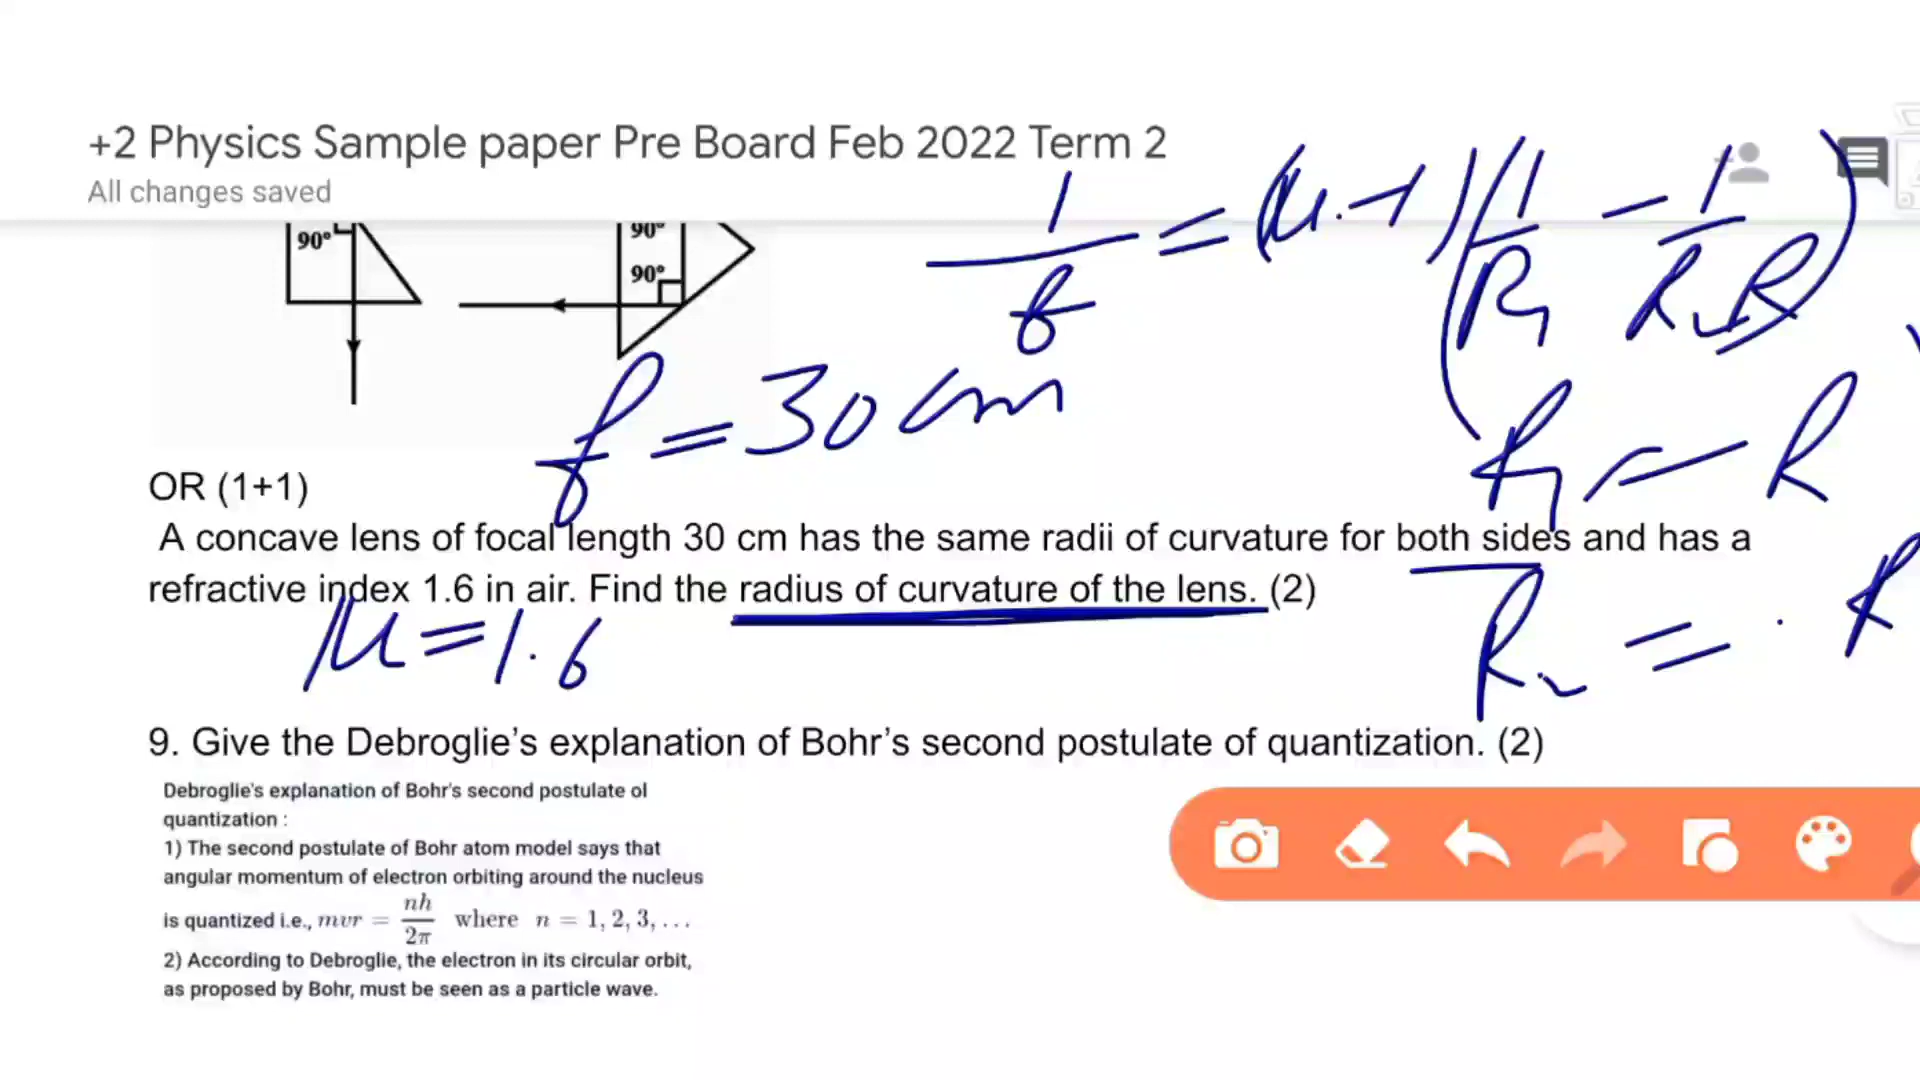 +2 Physics Sample paper Pre Board Feb 2022 Term 2
All changes saved
90°
90°
90°
1/f = (μ-1)(1/R1 - 1/R2)
f = 30 cm
R1 = R
OR (1+1)
A concave lens of focal length 30 cm has the same radii of curvature for both sides and has a
refractive index 1.6 in air. Find the radius of curvature of the lens. (2)
μ = 1.6
R2 = R
9. Give the Debroglie's explanation of Bohr's second postulate of quantization. (2)
Debroglie's explanation of Bohr's second postulate ol
quantization :
1) The second postulate of Bohr atom model says that
angular momentum of electron orbiting around the nucleus
is quantized i.e., mvr = nh/2π where n = 1, 2, 3, ...
2) According to Debroglie, the electron in its circular orbit,
as proposed by Bohr, must be seen as a particle wave.